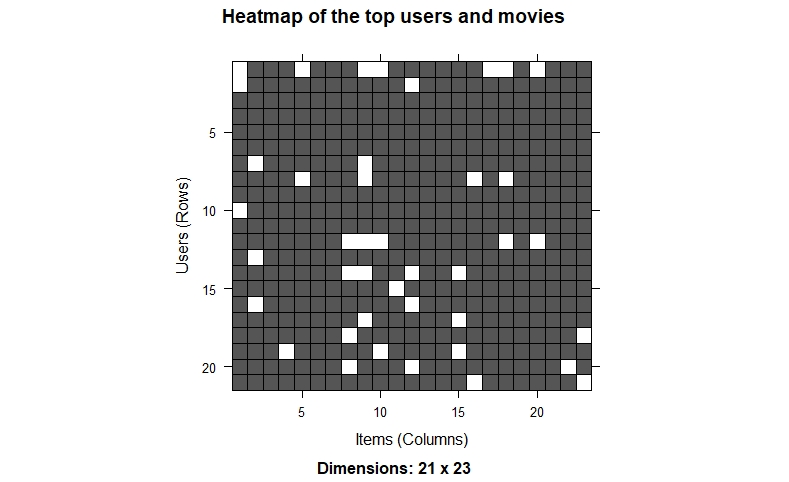 Heatmap of the top users and movies
5
10
15
20
Users (Rows)
5 10 15 20
Items (Columns)
Dimensions: 21 x 23